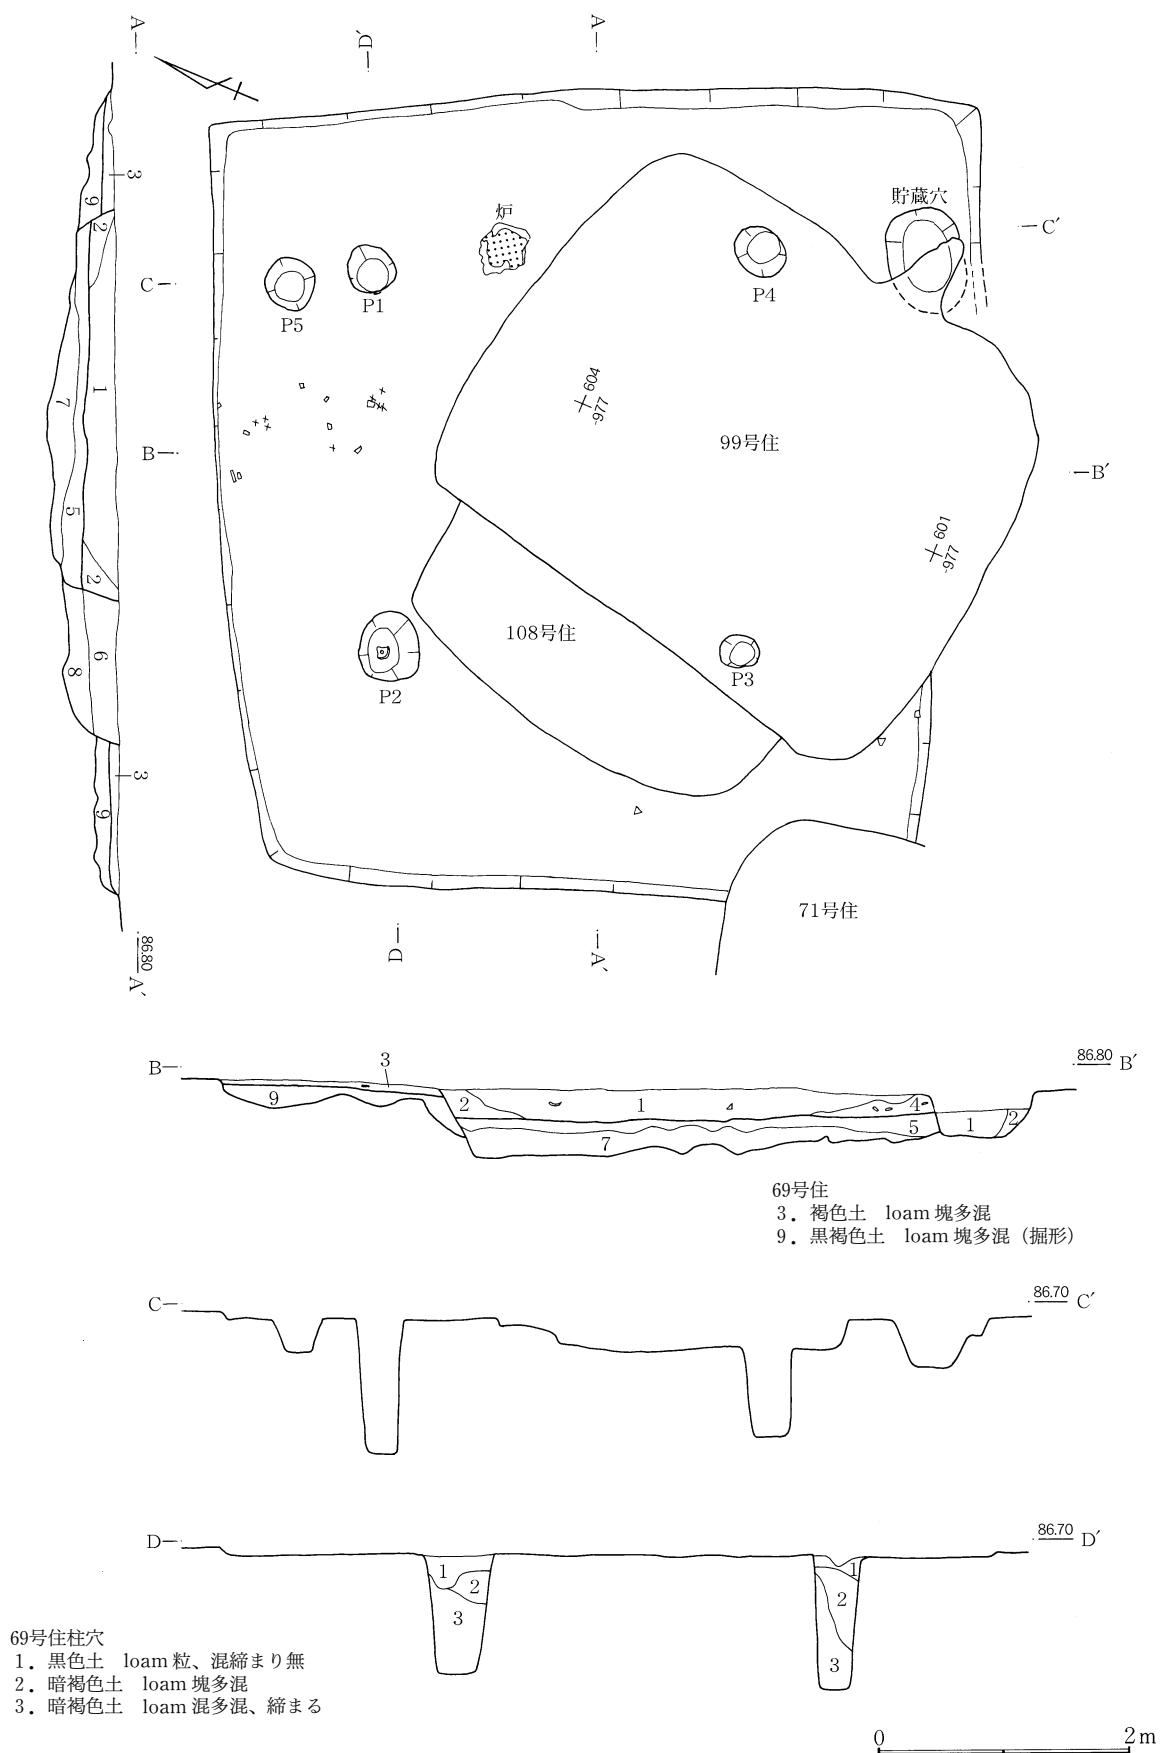 A
D´
A
3
9
2
炉
貯蔵穴
C´
C
P5
P1
P4
1
7
604
-977
99号住
B
B´
5
601
-977
2
108号住
6
8
P2
P3
3
9
71号住
D
A´
86.80
A´
B
3
86.80
B´
9
2
1
4
5
1
2
7
69号住
3．褐色土　loam 塊多混
9．黒褐色土　loam 塊多混（掘形）
C
86.70
C´
D
86.70
D´
1
2
3
1
2
3
69号住柱穴
1．黒色土　loam 粒、混締まり無
2．暗褐色土　loam 塊多混
3．暗褐色土　loam 混多混、締まる
0
2m